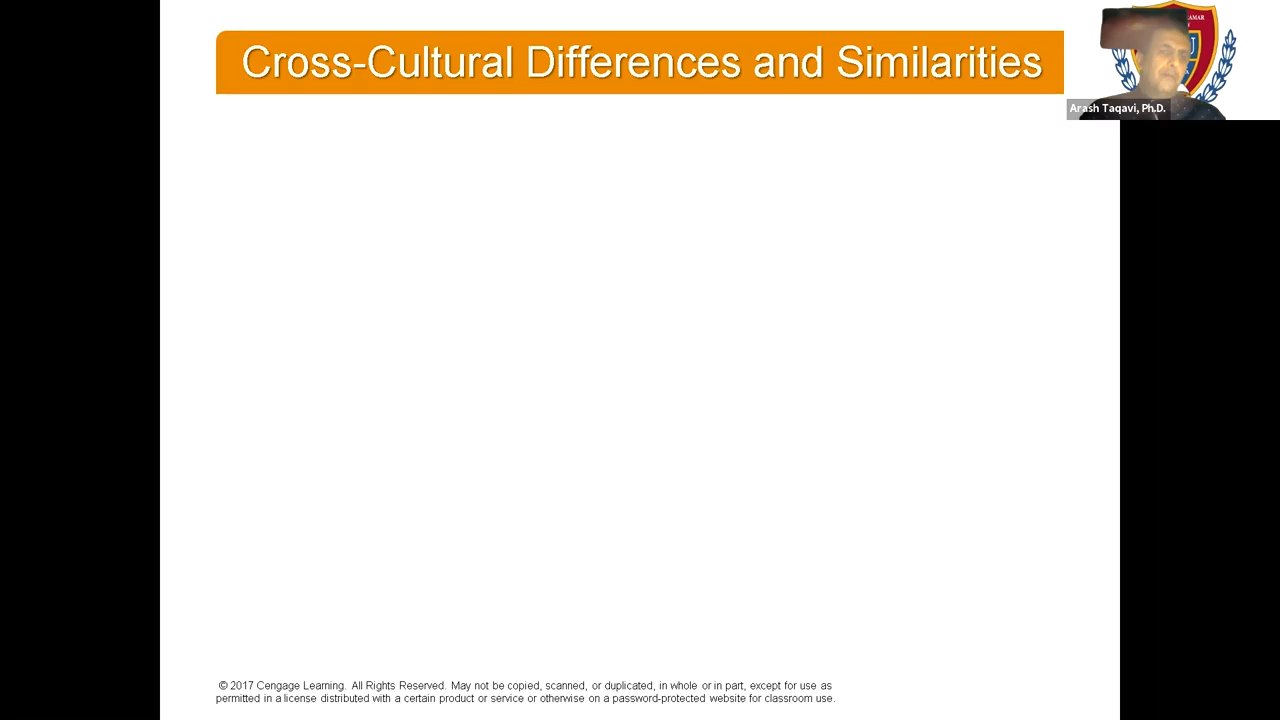 Cross-Cultural Differences and Similarities
Arash Taqavi, Ph.D.
© 2017 Cengage Learning. All Rights Reserved. May not be copied, scanned, or duplicated, in whole or in part, except for use as
permitted in a license distributed with a certain product or service or otherwise on a password-protected website for classroom use.